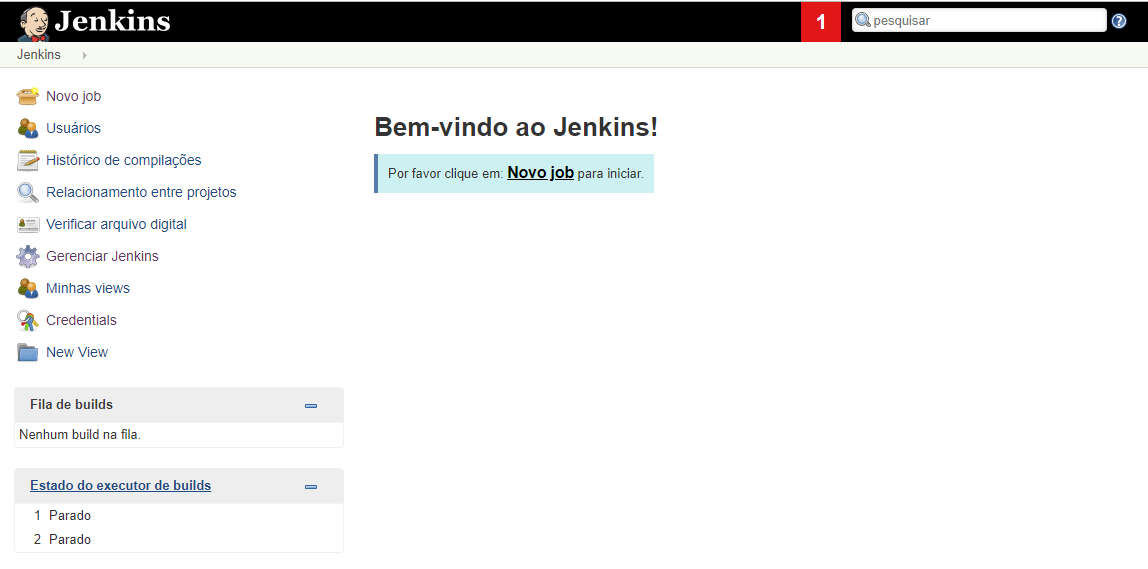 Jenkins
1
pesquisar
?
Jenkins
Novo job
Usuários
Histórico de compilações
Relacionamento entre projetos
Verificar arquivo digital
Gerenciar Jenkins
Minhas views
Credentials
New View
Bem-vindo ao Jenkins!
Por favor clique em: Novo job para iniciar.
Fila de builds
Nenhum build na fila.
Estado do executor de builds
1 Parado
2 Parado